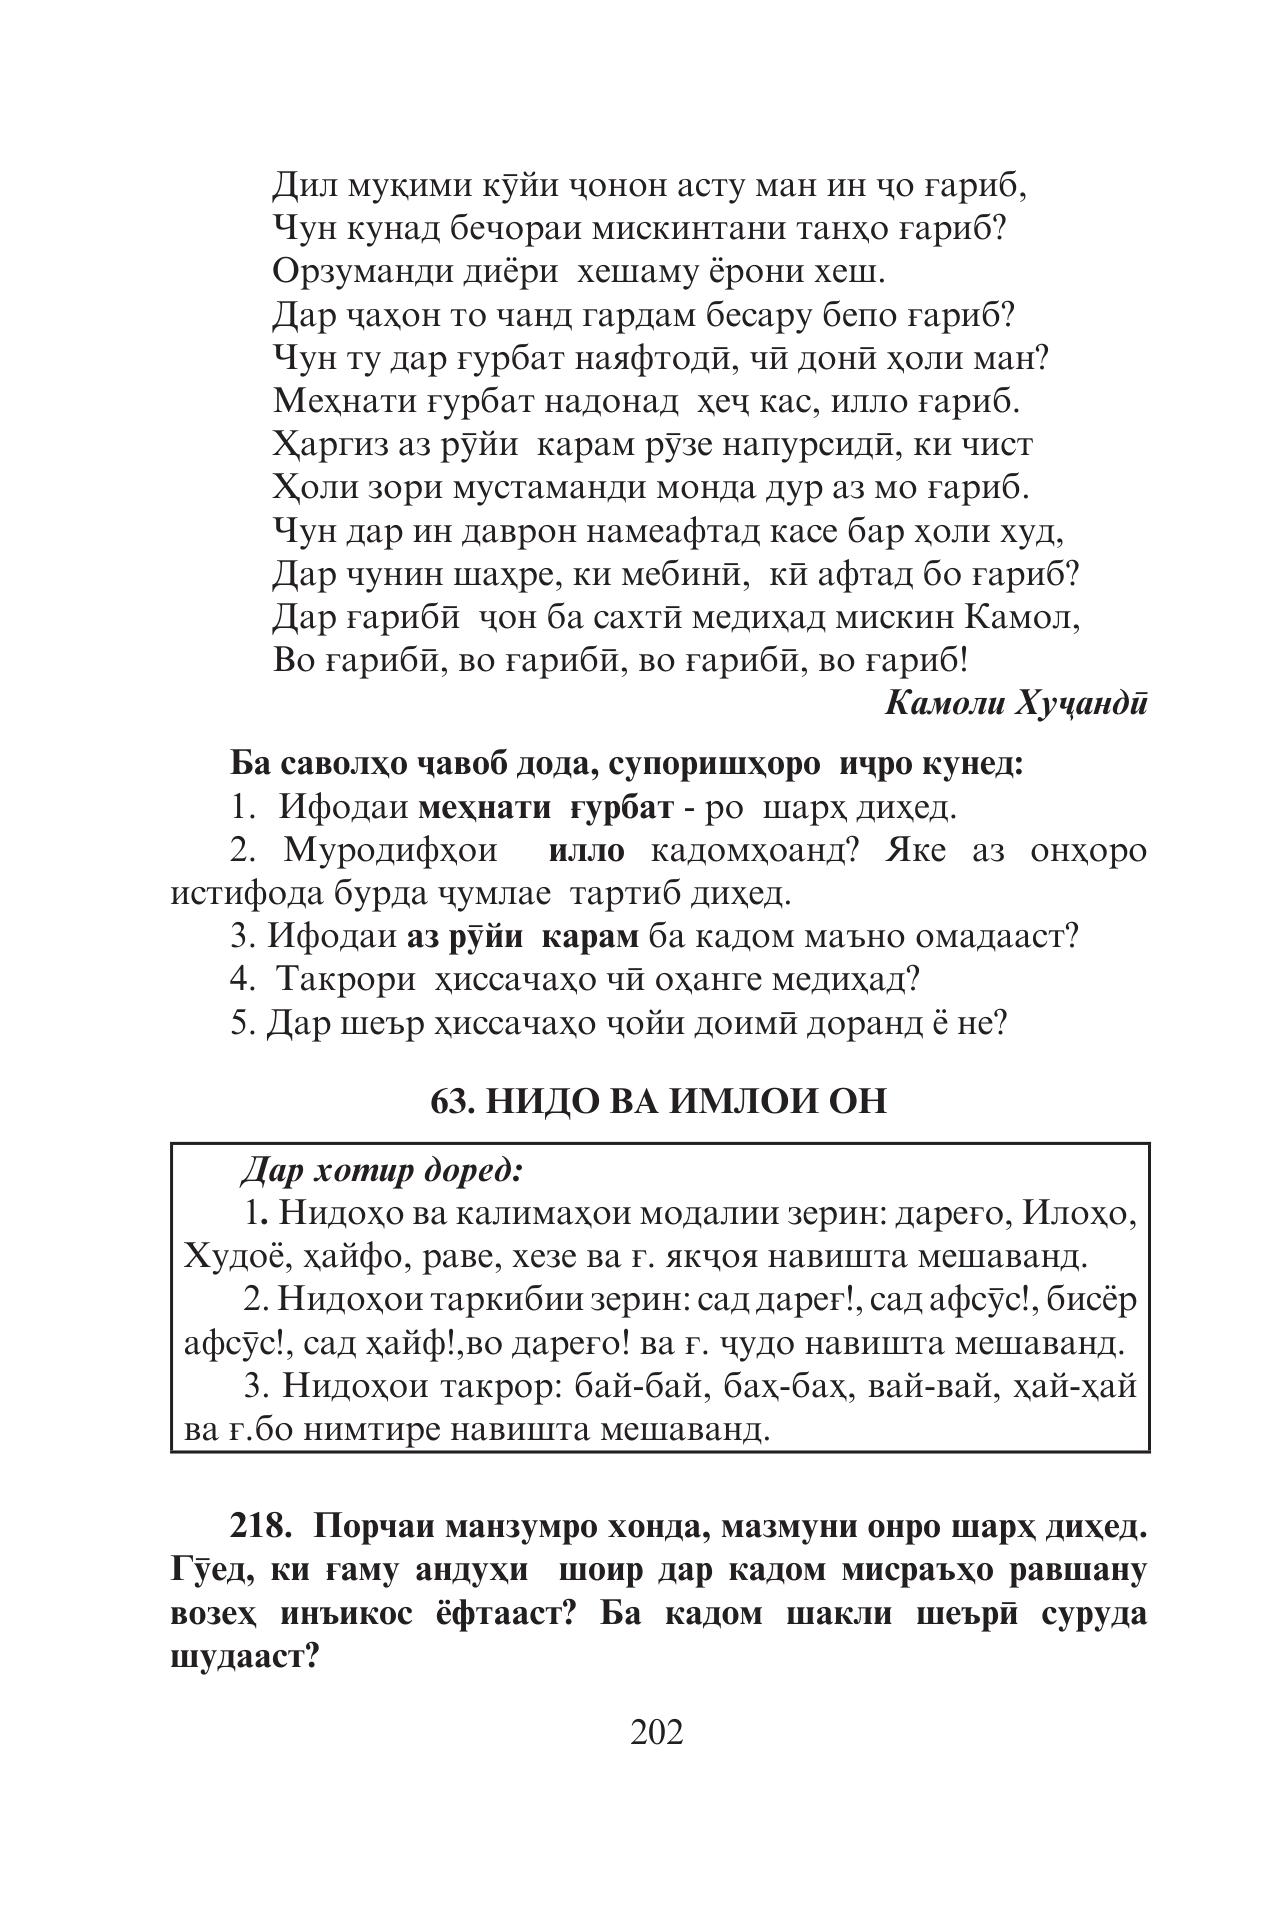 Дил муқими кӯйи ҷонон асту ман ин ҷо ғариб,
Чун кунад бечораи мискинтани танҳо ғариб?
Орзуманди диёри  хешаму ёрони хеш.
Дар ҷаҳон то чанд гардам бесару бепо ғариб?
Чун ту дар ғурбат наяфтодӣ, чӣ донӣ ҳоли ман?
Меҳнати ғурбат надонад  ҳеҷ кас, илло ғариб.
Ҳаргиз аз рӯйи  карам рӯзе напурсидӣ, ки чист
Ҳоли зори мустаманди монда дур аз мо ғариб.
Чун дар ин даврон намеафтад касе бар ҳоли худ,
Дар чунин шаҳре, ки мебинӣ,  кӣ афтад бо ғариб?
Дар ғарибӣ  ҷон ба сахтӣ медиҳад мискин Камол,
Во ғарибӣ, во ғарибӣ, во ғарибӣ, во ғариб!
Камоли Хуҷандӣ
Ба саволҳо ҷавоб дода, супоришҳоро  иҷро кунед:
1.  Ифодаи меҳнати  ғурбат - ро  шарҳ диҳед.
2. Муродифҳои  илло кадомҳоанд? Яке аз онҳоро
истифода бурда ҷумлае  тартиб диҳед.
3. Ифодаи аз рӯйи  карам ба кадом маъно омадааст?
4.  Такрори  ҳиссачаҳо чӣ оҳанге медиҳад?
5. Дар шеър ҳиссачаҳо ҷойи доимӣ доранд ё не?
63. НИДО ВА ИМЛОИ ОН
Дар хотир доред:
1. Нидоҳо ва калимаҳои модалии зерин: дареғо, Илоҳо,
Худоё, ҳайфо, раве, хезе ва ғ. якҷоя навишта мешаванд.
2. Нидоҳои таркибии зерин: сад дареғ!, сад афсӯс!, бисёр
афсӯс!, сад ҳайф!,во дареғо! ва ғ. ҷудо навишта мешаванд.
3. Нидоҳои такрор: бай-бай, баҳ-баҳ, вай-вай, ҳай-ҳай
ва ғ.бо нимтире навишта мешаванд.
218.  Порчаи манзумро хонда, мазмуни онро шарҳ диҳед.
Гӯед, ки ғаму андуҳи  шоир дар кадом мисраъҳо равшану
возеҳ инъикос ёфтааст? Ба кадом шакли шеърӣ суруда
шудааст?
202